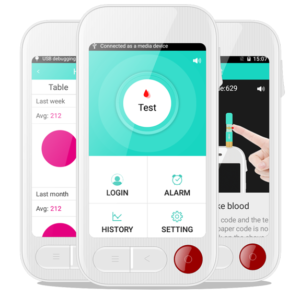 USB debugging
Table
Last week
Avg: 212
Last month
Avg: 212
Connected as a media device
Test
LOGIN
ALARM
HISTORY
SETTING
15:07
e:629
ke blood
code and the te
paper code is no